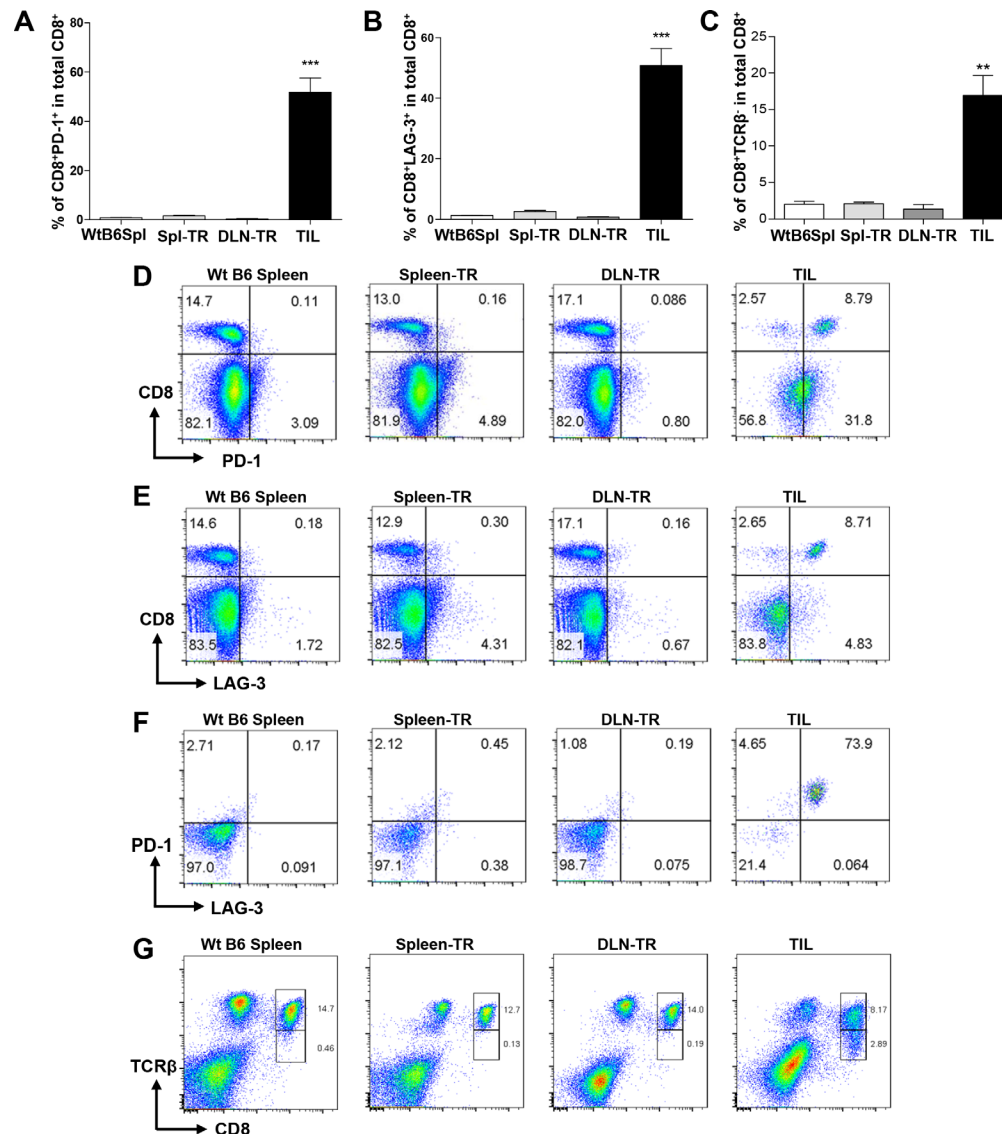 A
B
C
% of CD8⁺PD-1⁺ in total CD8⁺
80
60
40
20
0
WtB6Spl Spl-TR DLN-TR TIL
***
% of CD8⁺LAG-3⁺ in total CD8⁺
60
40
20
0
WtB6Spl Spl-TR DLN-TR TIL
***
% of CD8⁺TCRβ⁻ in total CD8⁺
25
20
15
10
5
0
WtB6Spl Spl-TR DLN-TR TIL
**
D
Wt B6 Spleen Spleen-TR DLN-TR TIL
14.7 0.11 13.0 0.16 17.1 0.086 2.57 8.79
CD8
82.1 3.09 81.9 4.89 82.0 0.80 56.8 31.8
PD-1
E
Wt B6 Spleen Spleen-TR DLN-TR TIL
14.6 0.18 12.9 0.30 17.1 0.16 2.65 8.71
CD8
83.5 1.72 82.5 4.31 82.1 0.67 83.8 4.83
LAG-3
F
Wt B6 Spleen Spleen-TR DLN-TR TIL
2.71 0.17 2.12 0.45 1.08 0.19 4.65 73.9
PD-1
97.0 0.091 97.1 0.38 98.7 0.075 21.4 0.064
LAG-3
G
Wt B6 Spleen Spleen-TR DLN-TR TIL
14.7 12.7 14.0 8.17
0.46 0.13 0.19 2.89
TCRβ
CD8